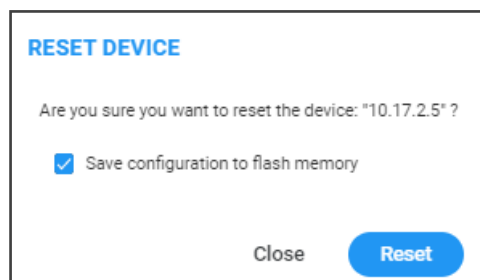 RESET DEVICE
Are you sure you want to reset the device: "10.17.2.5" ?
Save configuration to flash memory
Close Reset